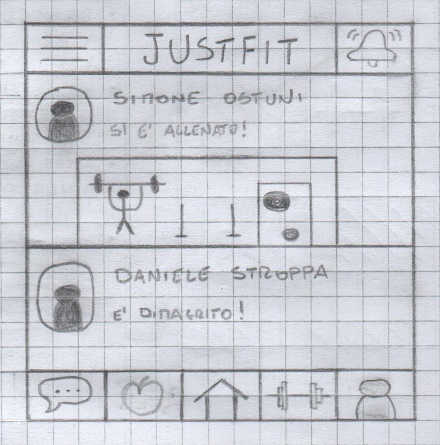 JUSTFIT
SIMONE OSTUNI
SI E' ALLENATO!
DANIELE STROPPA
E' DIMAGRITO!